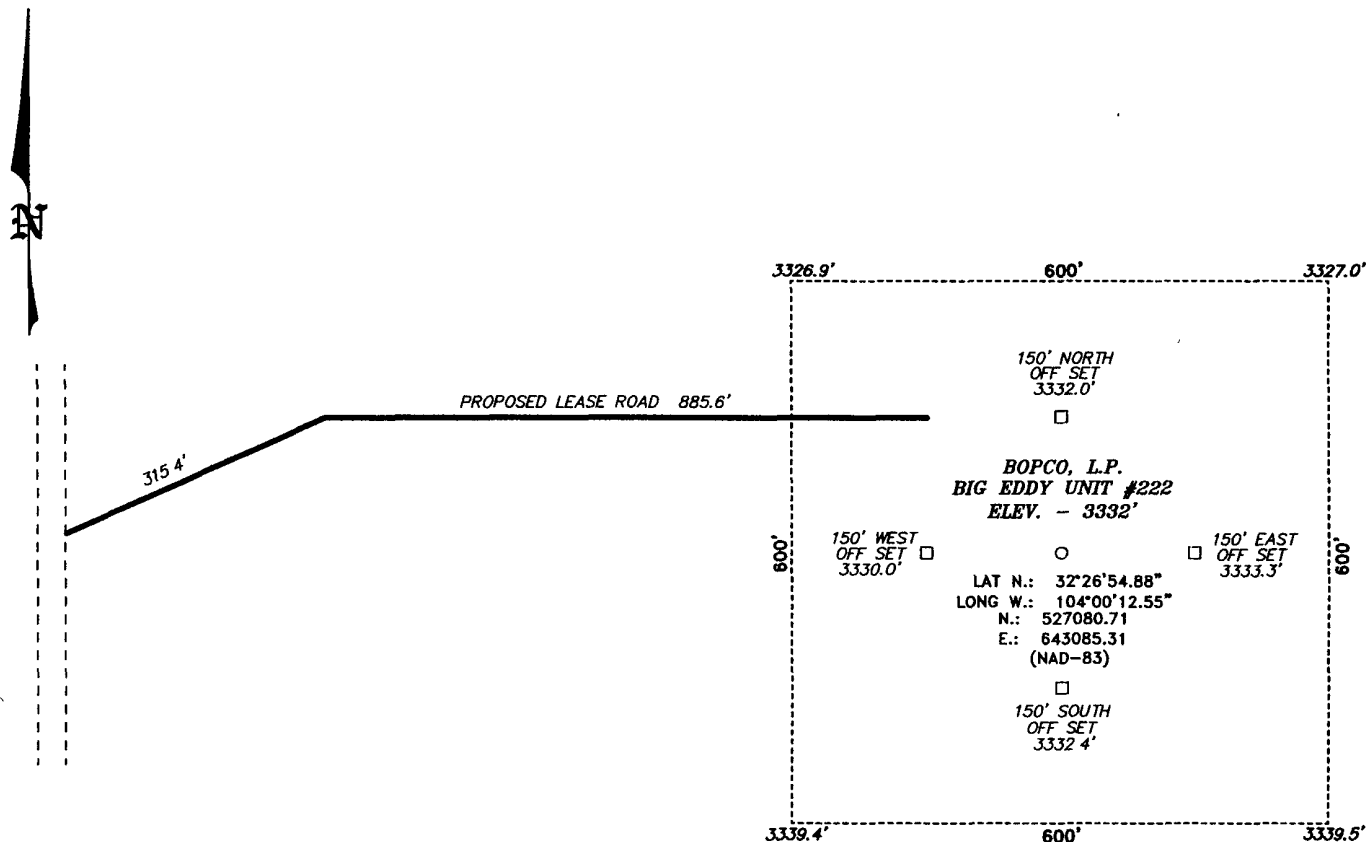 N
3326.9'
600'
3327.0'
150' NORTH
OFF SET
3332.0'
PROPOSED LEASE ROAD 885.6'
315 4'
BOPCO, L.P.
BIG EDDY UNIT #222
ELEV. - 3332'
600'
150' WEST
OFF SET
3330.0'
150' EAST
OFF SET
3333.3'
600'
LAT N.: 32°26'54.88"
LONG W.: 104°00'12.55"
N.: 527080.71
E.: 643085.31
(NAD-83)
150' SOUTH
OFF SET
3332 4'
3339.4'
600'
3339.5'